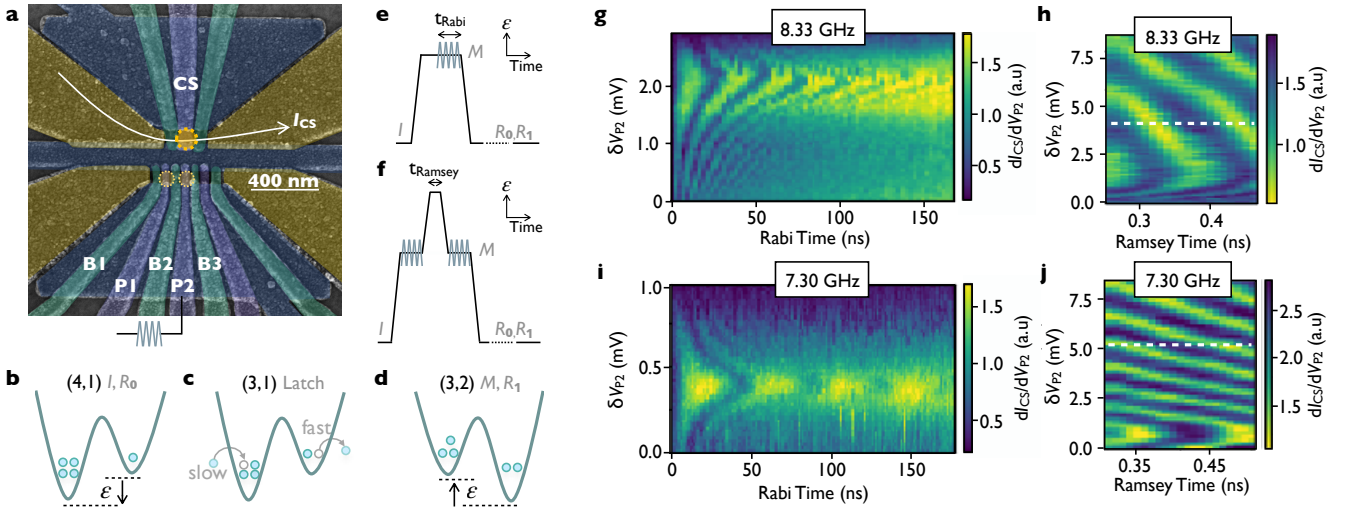 a
CS
I_CS
400 nm
B1
B2
B3
P1
P2
b
(4,1) I, R₀
ε
c
(3,1) Latch
slow
fast
d
(3,2) M, R₁
ε
e
t_Rabi
M
ε
Time
I
R₀,R₁
f
t_Ramsey
ε
Time
M
I
R₀,R₁
g
8.33 GHz
δV_P2 (mV)
2.0
1.0
0.0
0
50
100
150
Rabi Time (ns)
1.5
1.0
0.5
dI_CS/dV_P2 (a.u)
h
8.33 GHz
δV_P2 (mV)
7.5
5.0
2.5
0.0
0.3
0.4
Ramsey Time (ns)
1.5
1.0
dI_CS/dV_P2 (a.u)
i
7.30 GHz
δV_P2 (mV)
1.0
0.5
0.0
0
50
100
150
Rabi Time (ns)
1.5
1.0
0.5
dI_CS/dV_P2 (a.u)
j
7.30 GHz
δV_P2 (mV)
7.5
5.0
2.5
0.0
0.35
0.45
Ramsey Time (ns)
2.5
2.0
1.5
dI_CS/dV_P2 (a.u)